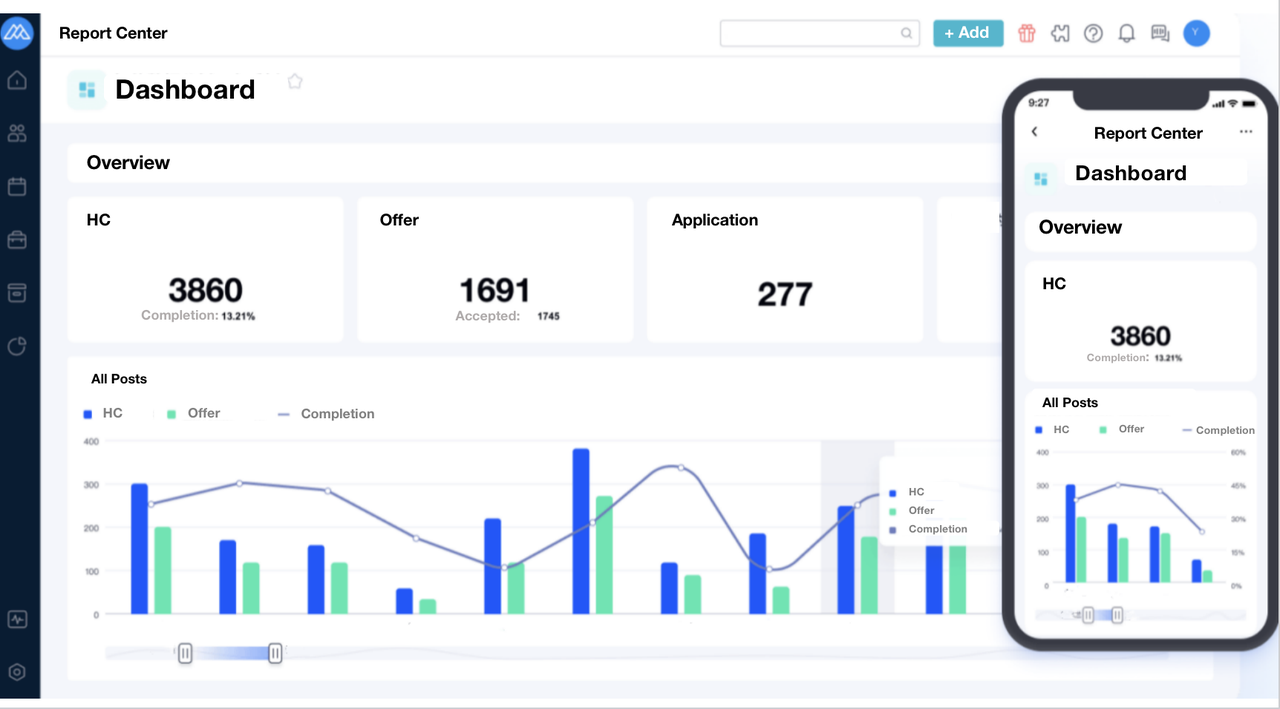 Report Center
+ Add
Y
Dashboard
Overview
HC
3860
Completion: 13.21%
Offer
1691
Accepted: 1745
Application
277
All Posts
HC Offer Completion
400
300
200
100
0
HC
Offer
Completion
9:27
Report Center
Dashboard
Overview
HC
3860
Completion: 13.21%
All Posts
HC Offer Completion
400 60%
300 45%
200 30%
100 15%
0 0%